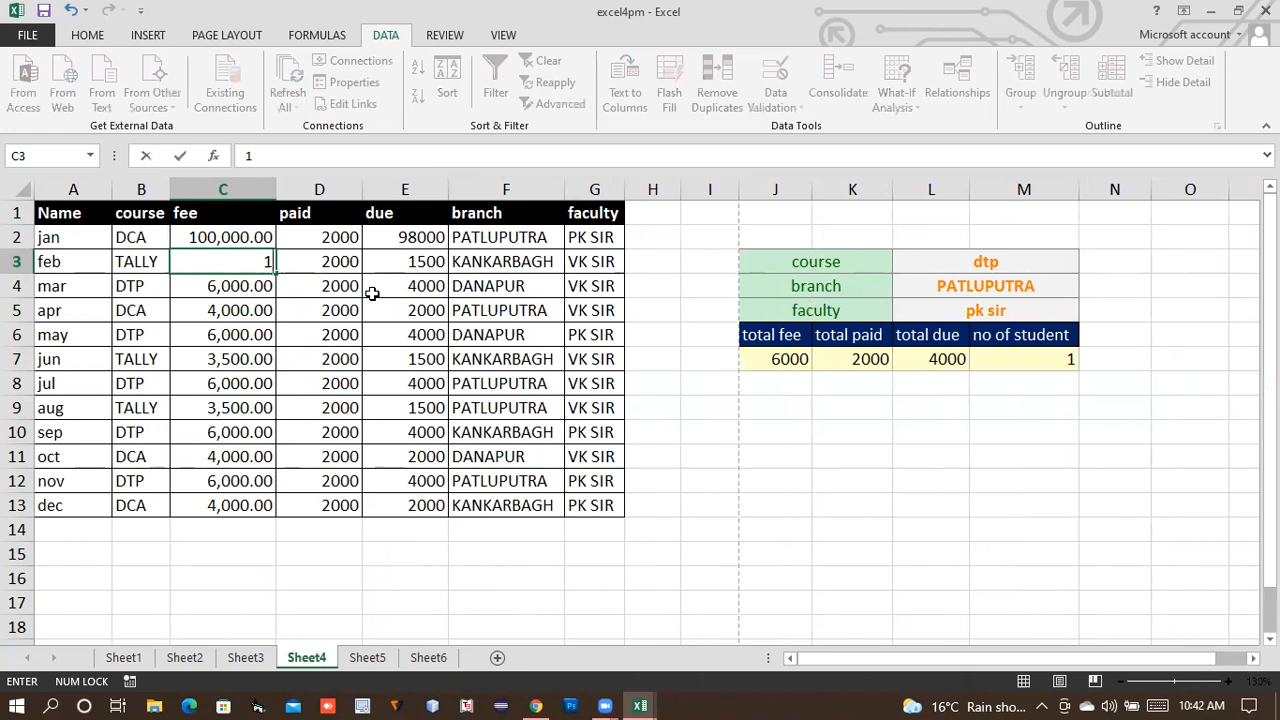 excel4pm - Excel
FILE HOME INSERT PAGE LAYOUT FORMULAS DATA REVIEW VIEW Microsoft account
From Access
From Web
From Text
From Other Sources
Existing Connections
Get External Data
Refresh All
Connections
Properties
Edit Links
Connections
Sort
Filter
Clear
Reapply
Advanced
Sort & Filter
Text to Columns
Flash Fill
Remove Duplicates
Data Validation
Consolidate
What-If Analysis
Relationships
Data Tools
Group
Ungroup
Subtotal
Show Detail
Hide Detail
Outline
C3 fx 1
A B C D E F G H I J K L M N O
1 Name course fee paid due branch faculty
2 jan DCA 100,000.00 2000 98000 PATLUPUTRA PK SIR
3 feb TALLY 1 2000 1500 KANKARBAGH VK SIR course dtp
4 mar DTP 6,000.00 2000 4000 DANAPUR VK SIR branch PATLUPUTRA
5 apr DCA 4,000.00 2000 2000 PATLUPUTRA VK SIR faculty pk sir
6 may DTP 6,000.00 2000 4000 DANAPUR PK SIR total fee total paid total due no of student
7 jun TALLY 3,500.00 2000 1500 KANKARBAGH VK SIR 6000 2000 4000 1
8 jul DTP 6,000.00 2000 4000 PATLUPUTRA VK SIR
9 aug TALLY 3,500.00 2000 1500 PATLUPUTRA VK SIR
10 sep DTP 6,000.00 2000 4000 KANKARBAGH PK SIR
11 oct DCA 4,000.00 2000 2000 DANAPUR VK SIR
12 nov DTP 6,000.00 2000 4000 PATLUPUTRA PK SIR
13 dec DCA 4,000.00 2000 2000 KANKARBAGH PK SIR
14
15
16
17
18
Sheet1 Sheet2 Sheet3 Sheet4 Sheet5 Sheet6
ENTER NUM LOCK 130%
16°C Rain sho... 10:42 AM